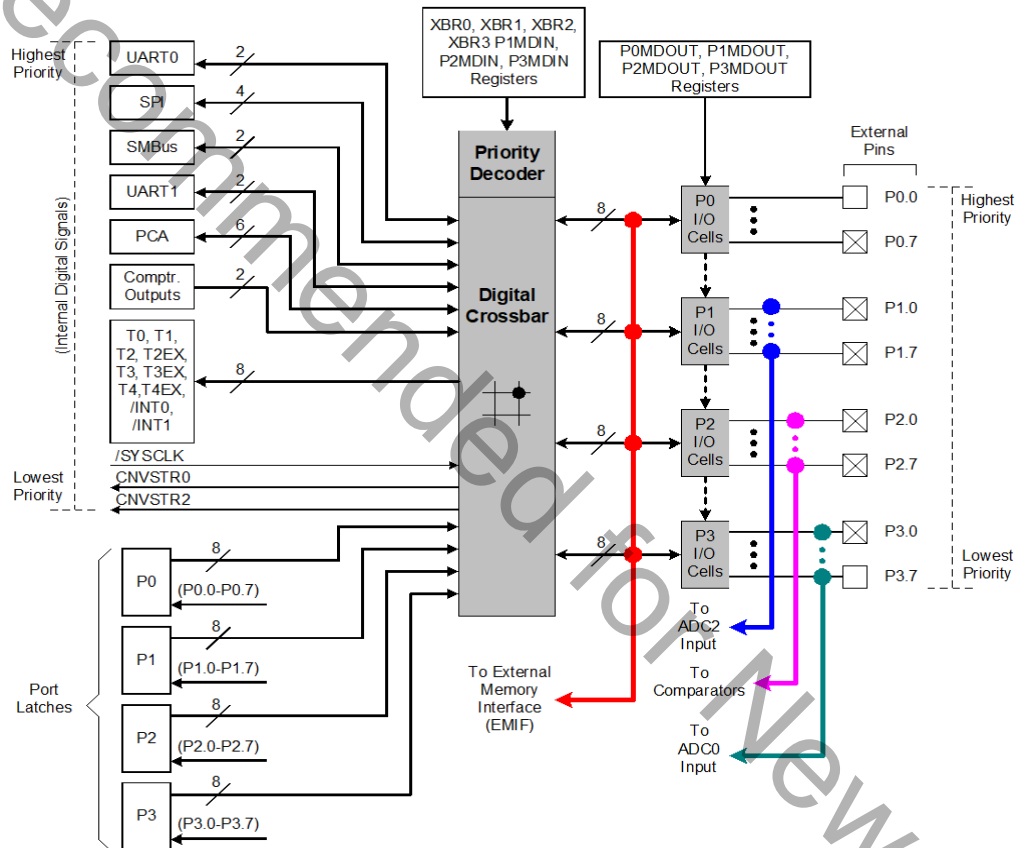 XBR0, XBR1, XBR2,
XBR3 P1MDIN,
P2MDIN, P3MDIN
Registers
P0MDOUT, P1MDOUT,
P2MDOUT, P3MDOUT
Registers
Highest
Priority
(Internal Digital Signals)
Lowest
Priority
UART0
2
SPI
4
SMBus
2
UART1
2
PCA
6
Comptr.
Outputs
2
T0, T1,
T2, T2EX,
T3, T3EX,
T4,T4EX,
/INT0,
/INT1
8
/SYSCLK
CNVSTR0
CNVSTR2
Port
Latches
P0
8
(P0.0-P0.7)
P1
8
(P1.0-P1.7)
P2
8
(P2.0-P2.7)
P3
8
(P3.0-P3.7)
Priority
Decoder
Digital
Crossbar
8
8
8
8
P0
I/O
Cells
P1
I/O
Cells
P2
I/O
Cells
P3
I/O
Cells
External
Pins
P0.0
P0.7
P1.0
P1.7
P2.0
P2.7
P3.0
P3.7
Highest
Priority
Lowest
Priority
To External
Memory
Interface
(EMIF)
To
ADC2
Input
To
Comparators
To
ADC0
Input
ecommended for New